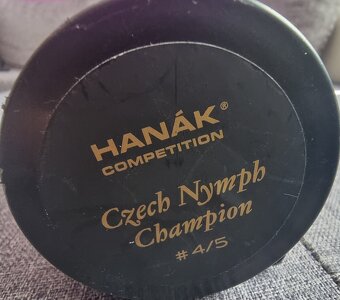 HANÁK®
COMPETITION
Czech Nymph
Champion
# 4/5